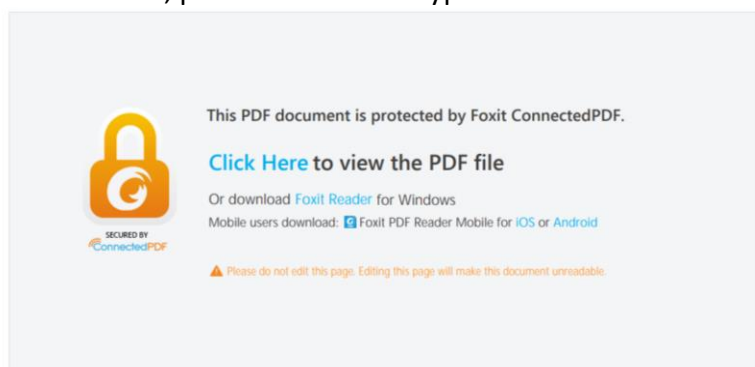 This PDF document is protected by Foxit ConnectedPDF.
Click Here to view the PDF file
Or download Foxit Reader for Windows
Mobile users download: Foxit PDF Reader Mobile for iOS or Android
SECURED BY
ConnectedPDF
Please do not edit this page. Editing this page will make this document unreadable.